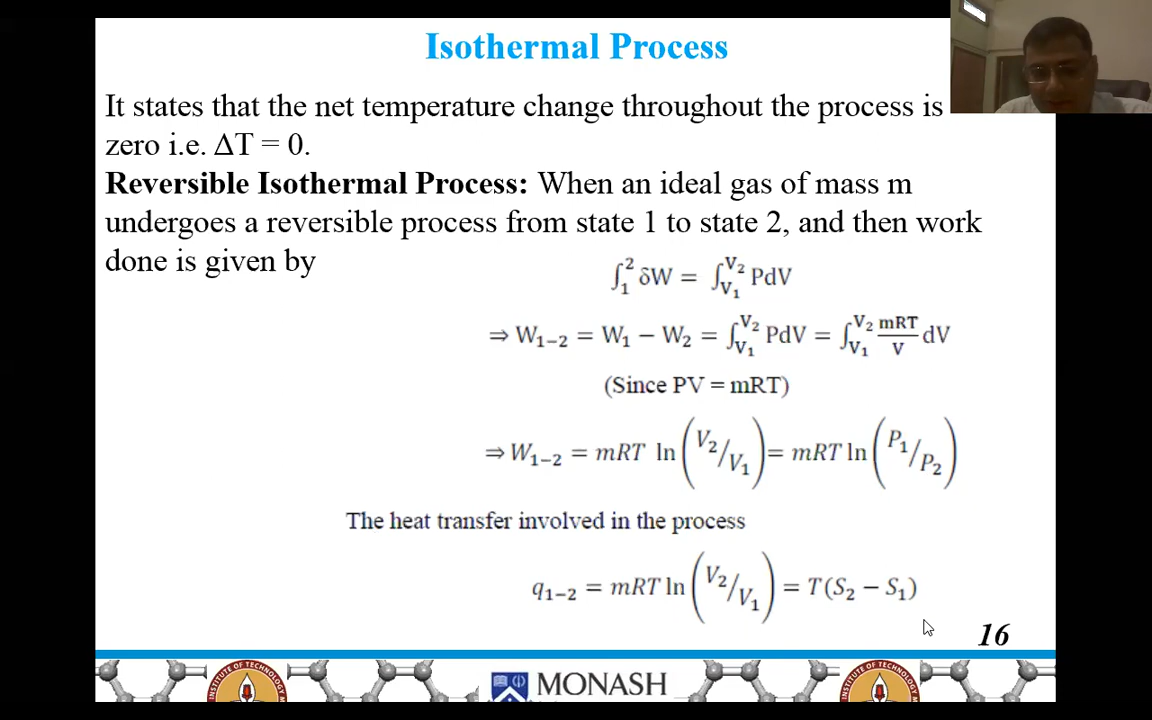 Isothermal Process
It states that the net temperature change throughout the process is
zero i.e. ΔT = 0.
Reversible Isothermal Process: When an ideal gas of mass m
undergoes a reversible process from state 1 to state 2, and then work
done is given by
∫₁² δW = ∫_{V₁}^{V₂} PdV
⇒ W₁₋₂ = W₁ − W₂ = ∫_{V₁}^{V₂} PdV = ∫_{V₁}^{V₂} mRT/V dV
(Since PV = mRT)
⇒ W₁₋₂ = mRT ln (V₂/V₁) = mRT ln (P₁/P₂)
The heat transfer involved in the process
q₁₋₂ = mRT ln (V₂/V₁) = T(S₂ − S₁)
16
MONASH